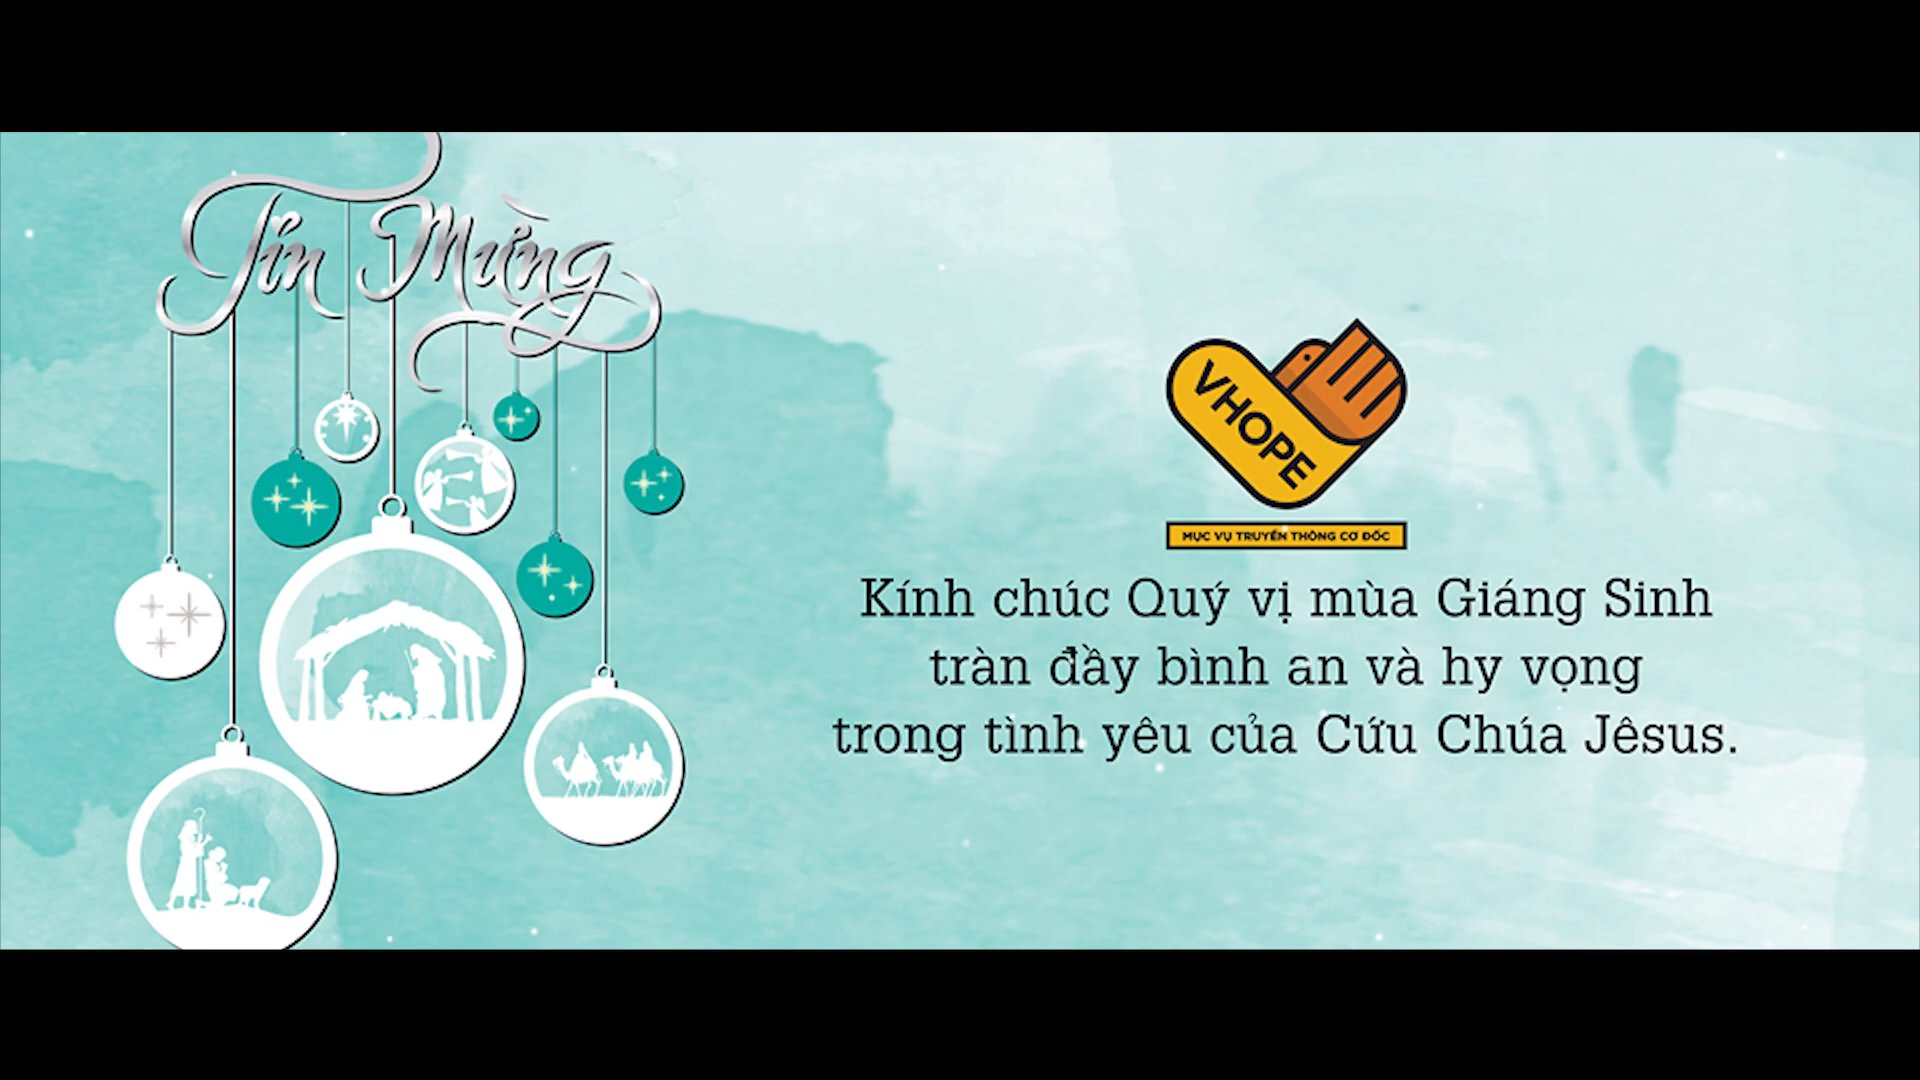 Tin Mừng
VHOPE
MỤC VỤ TRUYỀN THÔNG CƠ ĐỐC
Kính chúc Quý vị mùa Giáng Sinh
tràn đầy bình an và hy vọng
trong tình yêu của Cứu Chúa Jêsus.